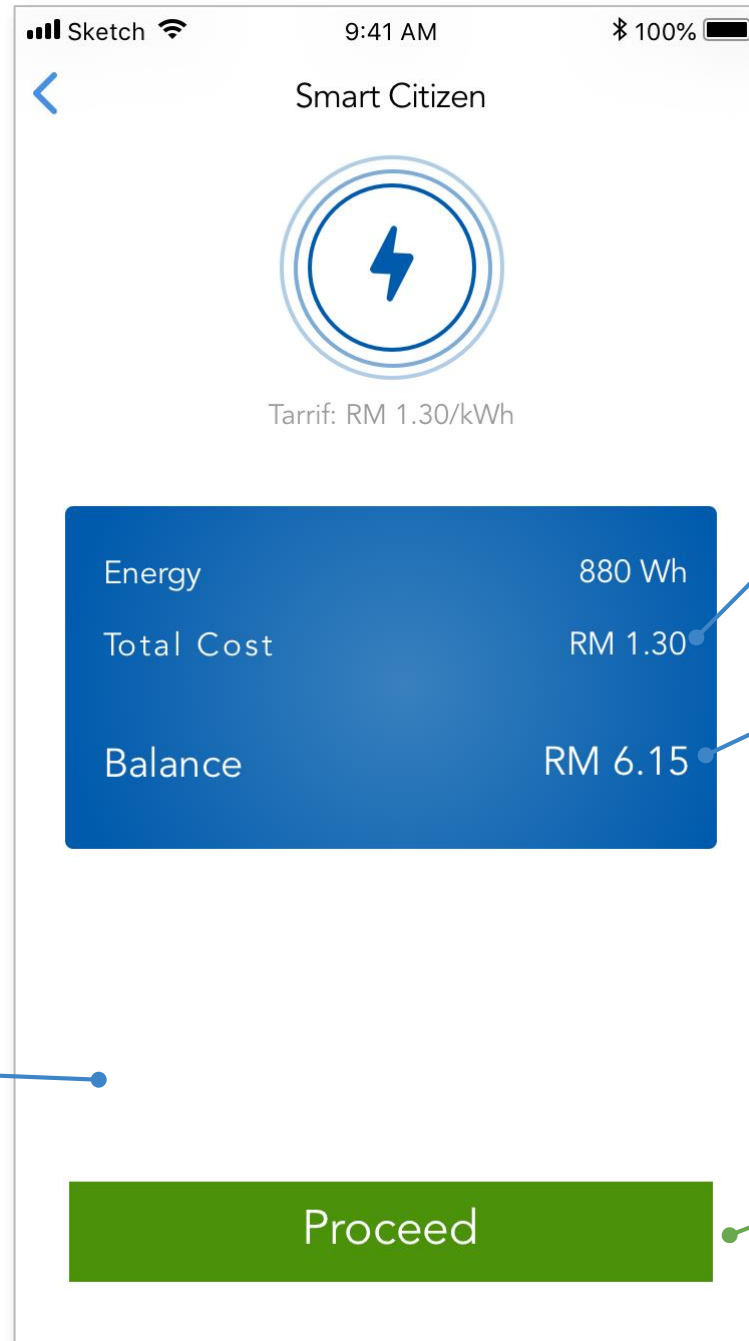 Sketch 9:41 AM 100%
Smart Citizen
Tarrif: RM 1.30/kWh
Energy 880 Wh
Total Cost RM 1.30
Balance RM 6.15
Proceed